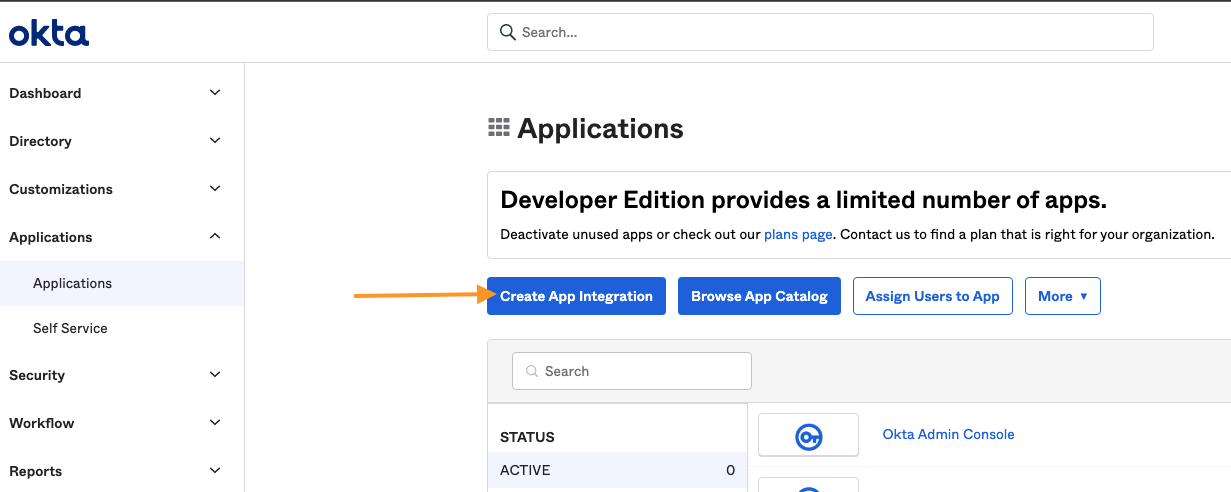 okta
Search...
Dashboard
Directory
Customizations
Applications
Applications
Self Service
Security
Workflow
Reports
Applications
Developer Edition provides a limited number of apps.
Deactivate unused apps or check out our plans page. Contact us to find a plan that is right for your organization.
Create App Integration Browse App Catalog Assign Users to App More ▼
Search
STATUS
ACTIVE 0
Okta Admin Console